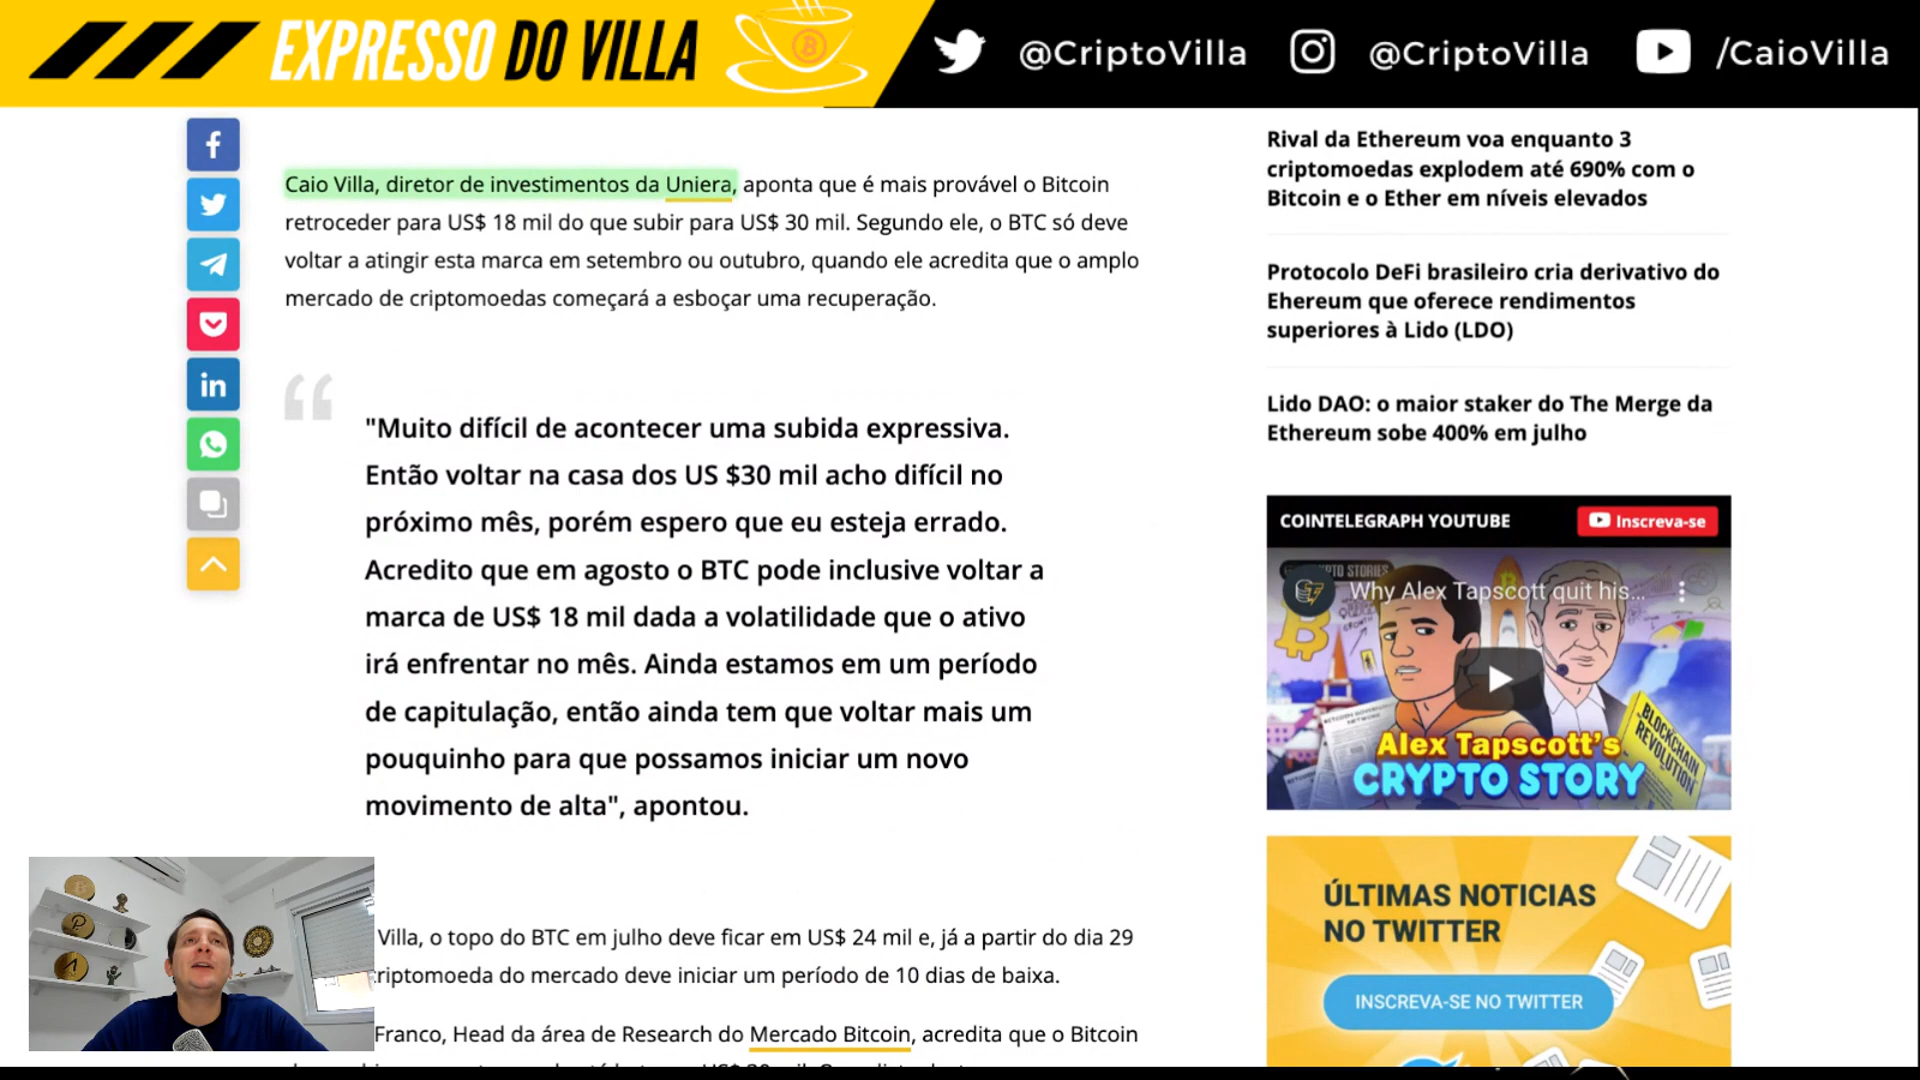 EXPRESSO DO VILLA
@CriptoVilla
@CriptoVilla
/CaioVilla
Caio Villa, diretor de investimentos da Uniera, aponta que é mais provável o Bitcoin
retroceder para US$ 18 mil do que subir para US$ 30 mil. Segundo ele, o BTC só deve
voltar a atingir esta marca em setembro ou outubro, quando ele acredita que o amplo
mercado de criptomoedas começará a esboçar uma recuperação.
"Muito difícil de acontecer uma subida expressiva.
Então voltar na casa dos US $30 mil acho difícil no
próximo mês, porém espero que eu esteja errado.
Acredito que em agosto o BTC pode inclusive voltar a
marca de US$ 18 mil dada a volatilidade que o ativo
irá enfrentar no mês. Ainda estamos em um período
de capitulação, então ainda tem que voltar mais um
pouquinho para que possamos iniciar um novo
movimento de alta", apontou.
Villa, o topo do BTC em julho deve ficar em US$ 24 mil e, já a partir do dia 29
riptomoeda do mercado deve iniciar um período de 10 dias de baixa.
Franco, Head da área de Research do Mercado Bitcoin, acredita que o Bitcoin
Rival da Ethereum voa enquanto 3
criptomoedas explodem até 690% com o
Bitcoin e o Ether em níveis elevados
Protocolo DeFi brasileiro cria derivativo do
Ehereum que oferece rendimentos
superiores à Lido (LDO)
Lido DAO: o maior staker do The Merge da
Ethereum sobe 400% em julho
COINTELEGRAPH YOUTUBE
Inscreva-se
STORIES
Why Alex Tapscott quit his...
BLOCKCHAIN
REVOLUTION
Alex Tapscott's
CRYPTO STORY
ÚLTIMAS NOTICIAS
NO TWITTER
INSCREVA-SE NO TWITTER